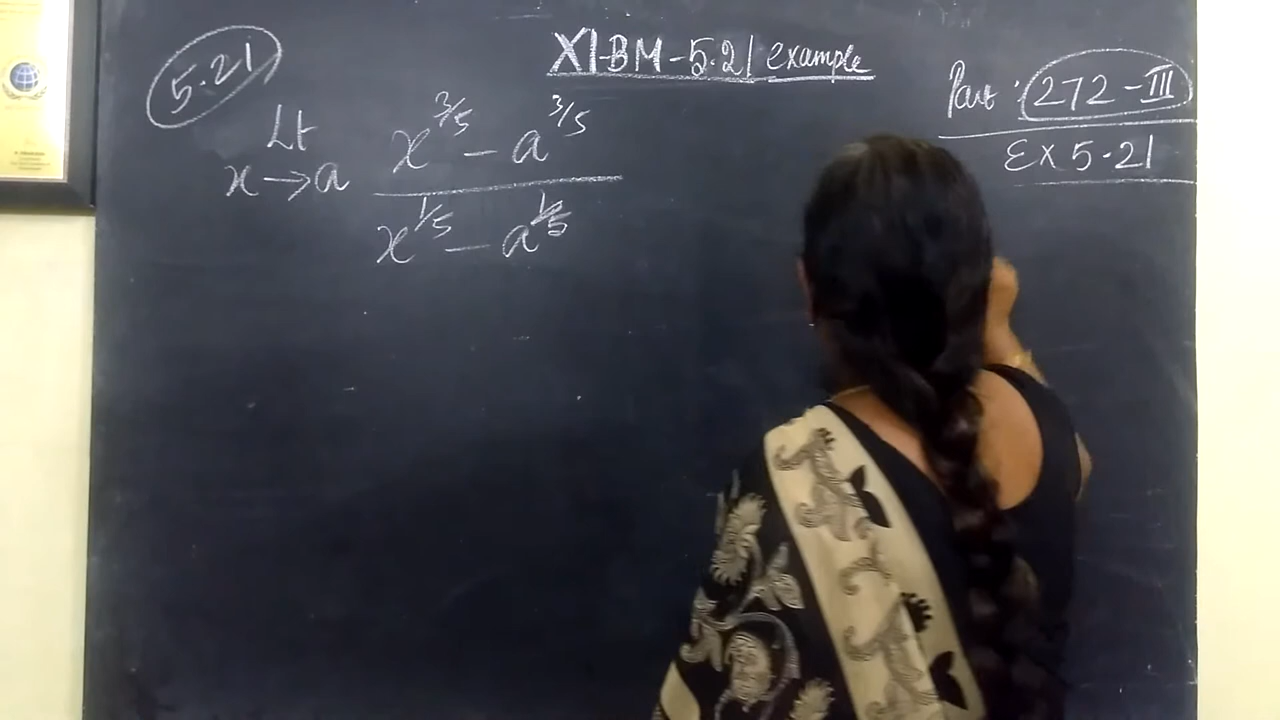 5.21
XI-BM-5.21 example
Part: 272-III
Ex 5.21
Lt x→a x^{3/5} - a^{3/5}
x^{1/5} - a^{1/5}